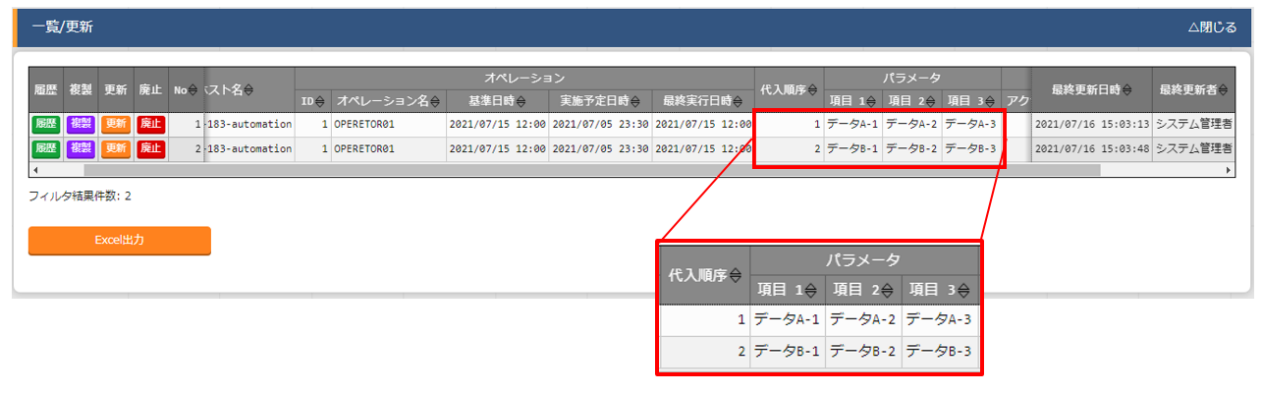 一覧/更新 △閉じる
オペレーション パラメータ
履歴 複製 更新 廃止 No スト名 代入順序 最終更新日時 最終更新者
ID オペレーション名 基準日時 実施予定日時 最終実行日時 項目 1 項目 2 項目 3 アク
履歴 複製 更新 廃止 1 -183-automation 1 OPERETOR01 2021/07/15 12:00 2021/07/05 23:30 2021/07/15 12:00 1 データA-1 データA-2 データA-3 2021/07/16 15:03:13 システム管理者
履歴 複製 更新 廃止 2 -183-automation 1 OPERETOR01 2021/07/15 12:00 2021/07/05 23:30 2021/07/15 12:00 2 データB-1 データB-2 データB-3 2021/07/16 15:03:48 システム管理者
フィルタ結果件数: 2
Excel出力
パラメータ
代入順序
項目 1 項目 2 項目 3
1 データA-1 データA-2 データA-3
2 データB-1 データB-2 データB-3